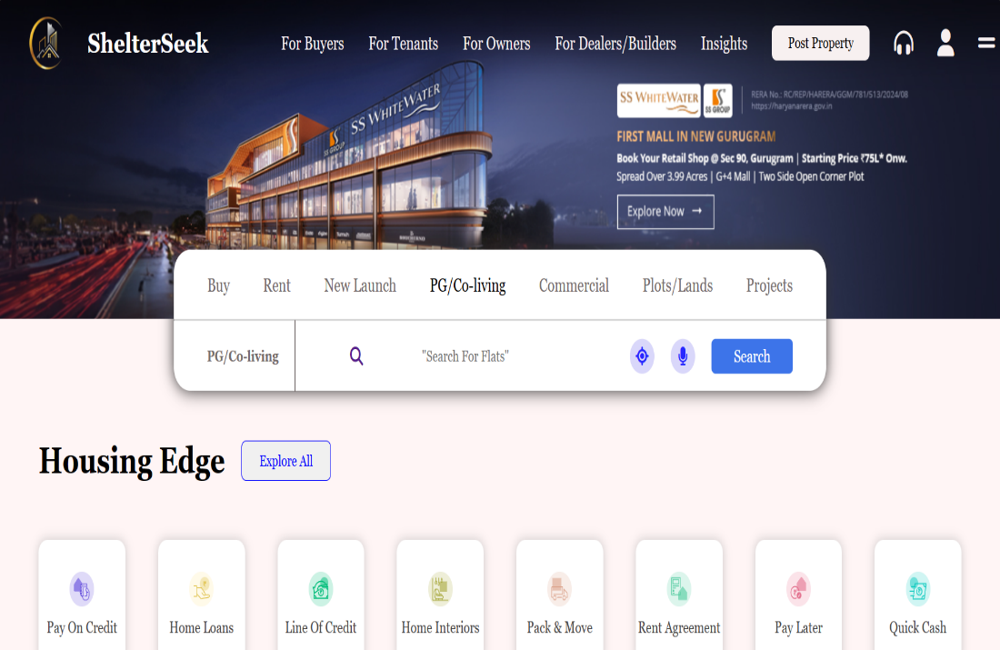 ShelterSeek
For Buyers
For Tenants
For Owners
For Dealers/Builders
Insights
Post Property
SS WHITEWATER
SS GROUP
RERA No.: RC/REP/HARERA/GGM/781/513/2024/08
https://haryanarera.gov.in
FIRST MALL IN NEW GURUGRAM
Book Your Retail Shop @ Sec 90, Gurugram | Starting Price ₹75L* Onw.
Spread Over 3.99 Acres | G+4 Mall | Two Side Open Corner Plot
Explore Now →
SS GROUP
SS WHITEWATER
Buy
Rent
New Launch
PG/Co-living
Commercial
Plots/Lands
Projects
PG/Co-living
"Search For Flats"
Search
Housing Edge
Explore All
Pay On Credit
Home Loans
Line Of Credit
Home Interiors
Pack & Move
Rent Agreement
Pay Later
Quick Cash